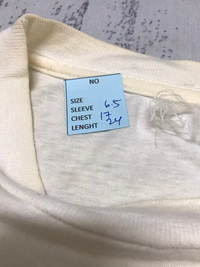 NO
SIZE
SLEEVE 6.5
CHEST 17
LENGHT 24